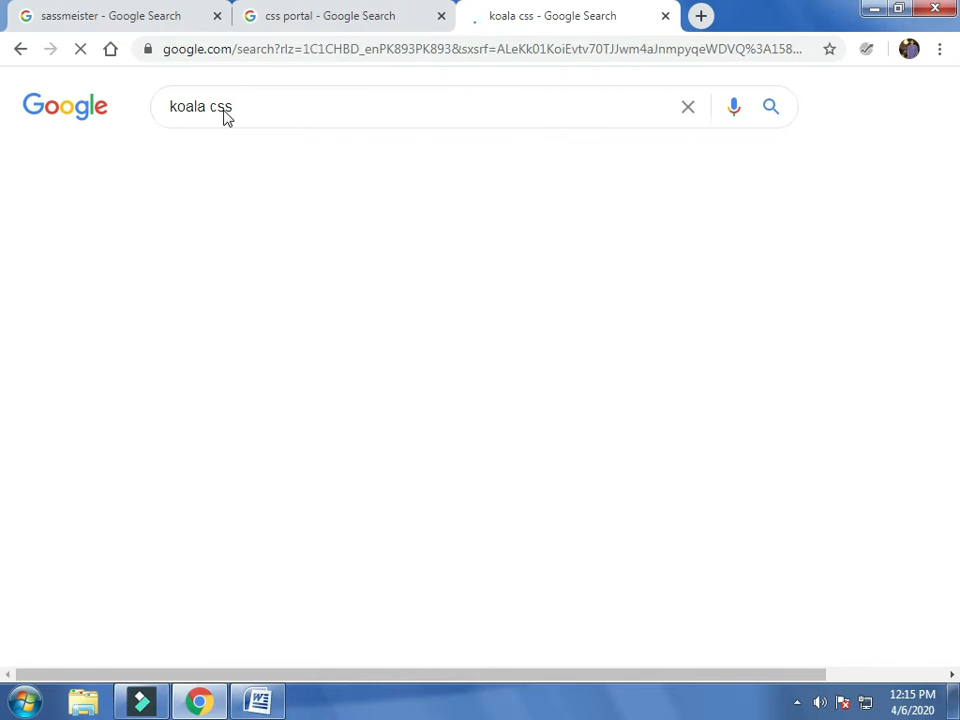 sassmeister - Google Search
css portal - Google Search
koala css - Google Search
google.com/search?rlz=1C1CHBD_enPK893PK893&sxsrf=ALeKk01KoiEvtv70TJJwm4aJnmpyqeWDVQ%3A158...
Google
koala css
12:15 PM
4/6/2020